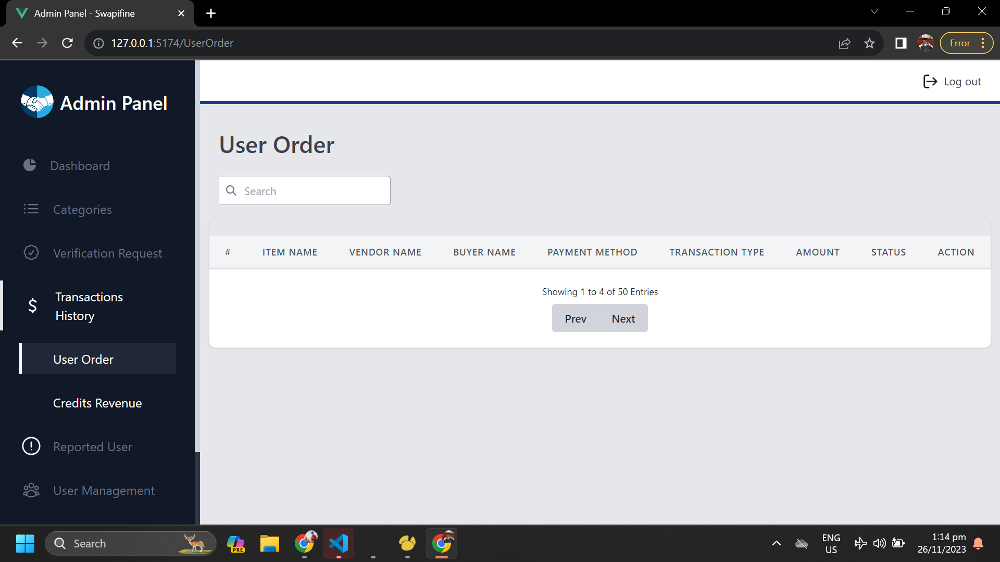 Admin Panel - Swapifine
127.0.0.1:5174/UserOrder
Error
Admin Panel
Log out
Dashboard
Categories
Verification Request
Transactions
History
User Order
Credits Revenue
Reported User
User Management
User Order
Search
# ITEM NAME VENDOR NAME BUYER NAME PAYMENT METHOD TRANSACTION TYPE AMOUNT STATUS ACTION
Showing 1 to 4 of 50 Entries
Prev Next
Search
PRE
ENG
US
1:14 pm
26/11/2023